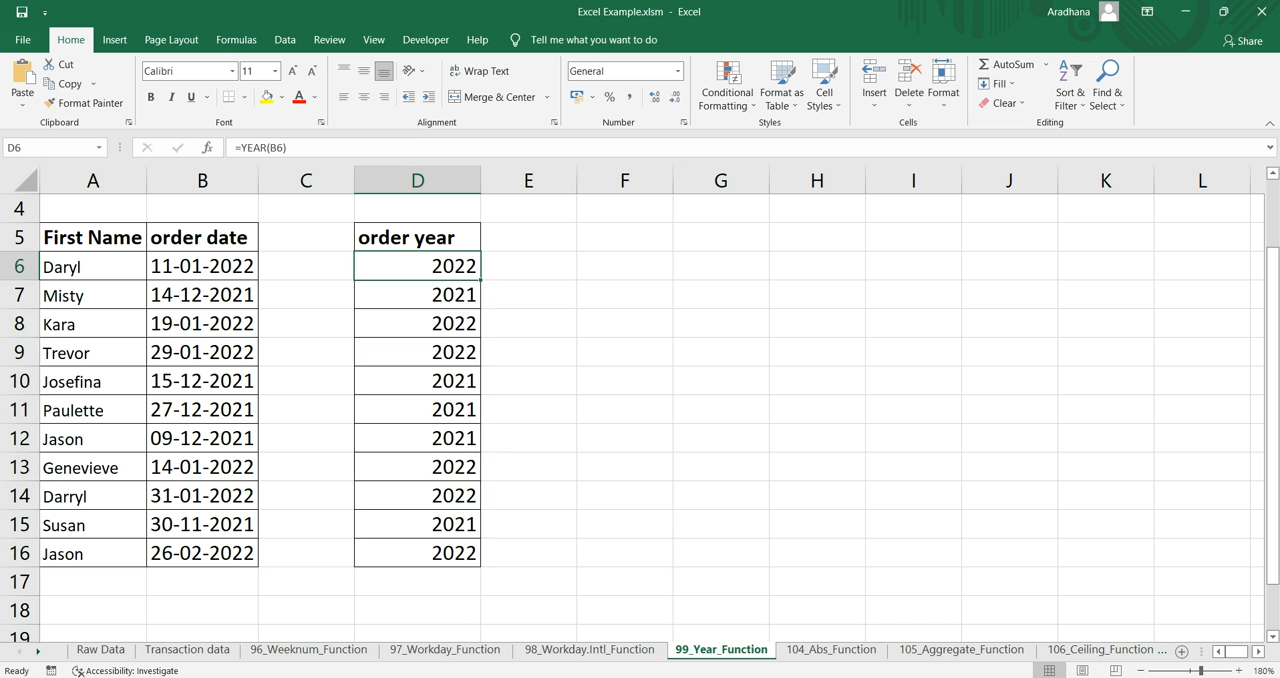 Excel Example.xlsm - Excel
Aradhana
File Home Insert Page Layout Formulas Data Review View Developer Help Tell me what you want to do Share
Paste Cut Copy Format Painter Clipboard
Calibri 11 B I U A Font
Wrap Text Merge & Center Alignment
General % , Number
Conditional Formatting Format as Table Cell Styles Styles
Insert Delete Format Cells
AutoSum Fill Clear Sort & Filter Find & Select Editing
D6 fx =YEAR(B6)
A B C D E F G H I J K L
4
5 First Name order date order year
6 Daryl 11-01-2022 2022
7 Misty 14-12-2021 2021
8 Kara 19-01-2022 2022
9 Trevor 29-01-2022 2022
10 Josefina 15-12-2021 2021
11 Paulette 27-12-2021 2021
12 Jason 09-12-2021 2021
13 Genevieve 14-01-2022 2022
14 Darryl 31-01-2022 2022
15 Susan 30-11-2021 2021
16 Jason 26-02-2022 2022
17
18
19
Raw Data Transaction data 96_Weeknum_Function 97_Workday_Function 98_Workday.Intl_Function 99_Year_Function 104_Abs_Function 105_Aggregate_Function 106_Ceiling_Function ...
Ready Accessibility: Investigate 180%